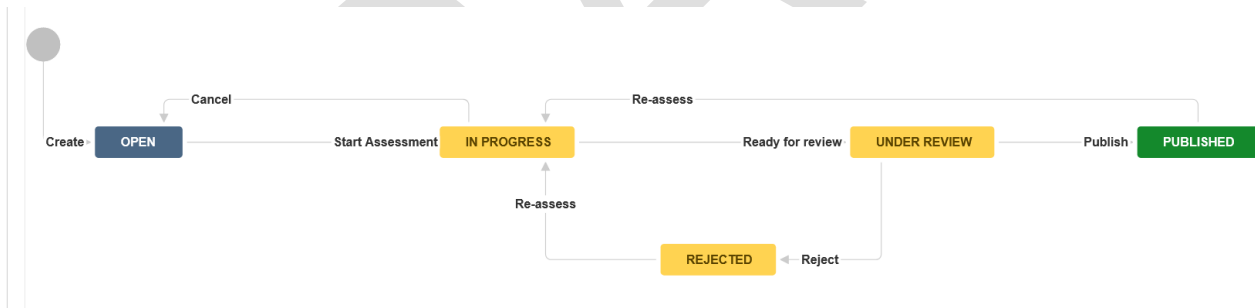 Cancel
Re-assess
Create
OPEN
Start Assessment
IN PROGRESS
Ready for review
UNDER REVIEW
Publish
PUBLISHED
Re-assess
REJECTED
Reject